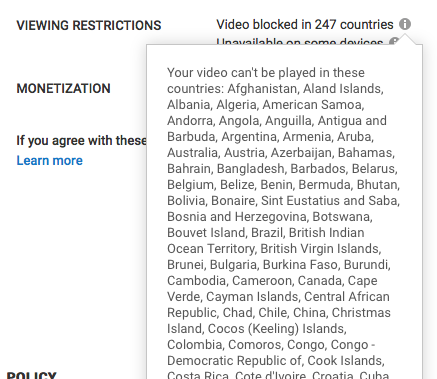 VIEWING RESTRICTIONS
Video blocked in 247 countries
Unavailable on some devices
MONETIZATION
If you agree with these
Learn more
Your video can't be played in these
countries: Afghanistan, Aland Islands,
Albania, Algeria, American Samoa,
Andorra, Angola, Anguilla, Antigua and
Barbuda, Argentina, Armenia, Aruba,
Australia, Austria, Azerbaijan, Bahamas,
Bahrain, Bangladesh, Barbados, Belarus,
Belgium, Belize, Benin, Bermuda, Bhutan,
Bolivia, Bonaire, Sint Eustatius and Saba,
Bosnia and Herzegovina, Botswana,
Bouvet Island, Brazil, British Indian
Ocean Territory, British Virgin Islands,
Brunei, Bulgaria, Burkina Faso, Burundi,
Cambodia, Cameroon, Canada, Cape
Verde, Cayman Islands, Central African
Republic, Chad, Chile, China, Christmas
Island, Cocos (Keeling) Islands,
Colombia, Comoros, Congo, Congo -
Democratic Republic of, Cook Islands,
Costa Rica, Cote d'Ivoire, Croatia, Cuba
POLICY